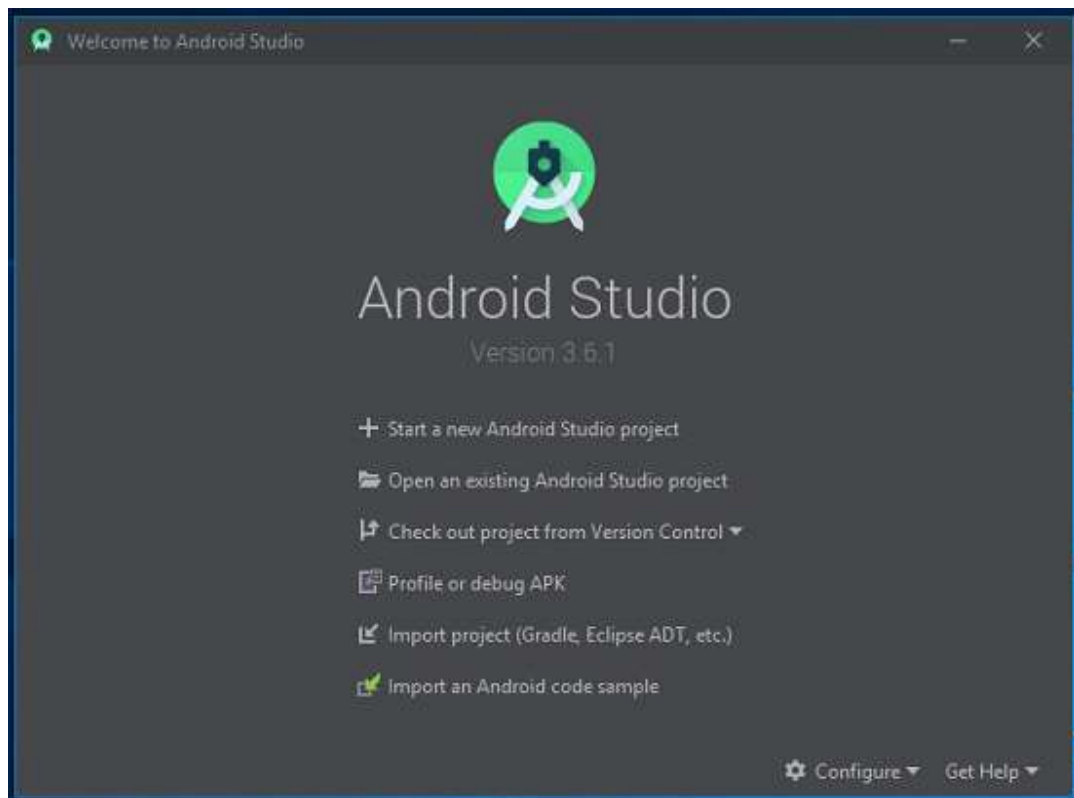 Welcome to Android Studio
Android Studio
Version 3.6.1
Start a new Android Studio project
Open an existing Android Studio project
Check out project from Version Control
Profile or debug APK
Import project (Gradle, Eclipse ADT, etc.)
Import an Android code sample
Configure Get Help